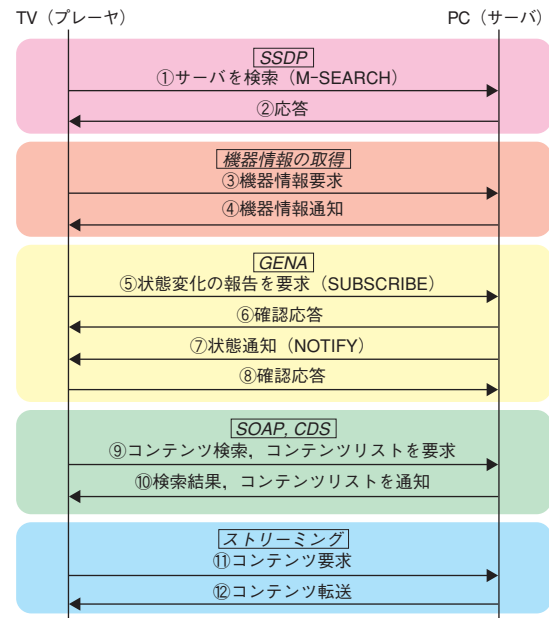 TV（プレーヤ）
PC（サーバ）
SSDP
①サーバを検索（M-SEARCH）
②応答
機器情報の取得
③機器情報要求
④機器情報通知
GENA
⑤状態変化の報告を要求（SUBSCRIBE）
⑥確認応答
⑦状態通知（NOTIFY）
⑧確認応答
SOAP, CDS
⑨コンテンツ検索，コンテンツリストを要求
⑩検索結果，コンテンツリストを通知
ストリーミング
⑪コンテンツ要求
⑫コンテンツ転送